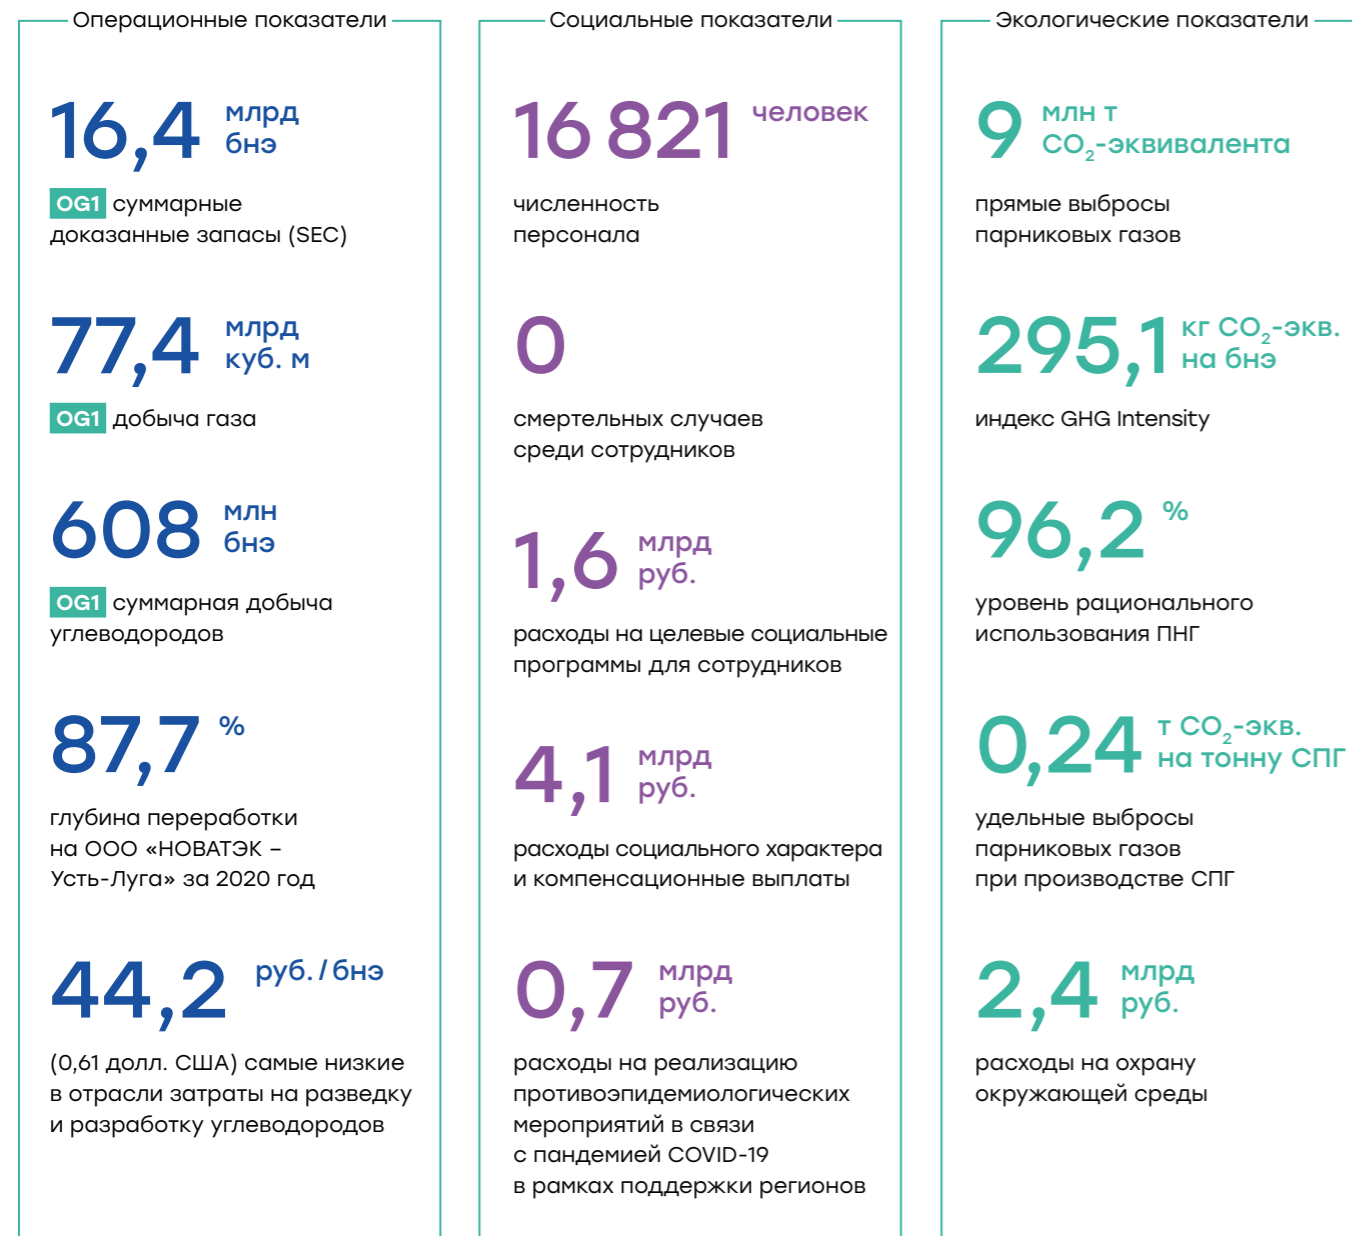 Операционные показатели
16,4 млрд
бнэ
OG1 суммарные
доказанные запасы (SEC)
77,4 млрд
куб. м
OG1 добыча газа
608 млн
бнэ
OG1 суммарная добыча
углеводородов
87,7 %
глубина переработки
на ООО «НОВАТЭК –
Усть-Луга» за 2020 год
44,2 руб. / бнэ
(0,61 долл. США) самые низкие
в отрасли затраты на разведку
и разработку углеводородов
Социальные показатели
16 821 человек
численность
персонала
0
смертельных случаев
среди сотрудников
1,6 млрд
руб.
расходы на целевые социальные
программы для сотрудников
4,1 млрд
руб.
расходы социального характера
и компенсационные выплаты
0,7 млрд
руб.
расходы на реализацию
противоэпидемиологических
мероприятий в связи
с пандемией COVID-19
в рамках поддержки регионов
Экологические показатели
9 млн т
CO₂-эквивалента
прямые выбросы
парниковых газов
295,1 кг CO₂-экв.
на бнэ
индекс GHG Intensity
96,2 %
уровень рационального
использования ПНГ
0,24 т CO₂-экв.
на тонну СПГ
удельные выбросы
парниковых газов
при производстве СПГ
2,4 млрд
руб.
расходы на охрану
окружающей среды